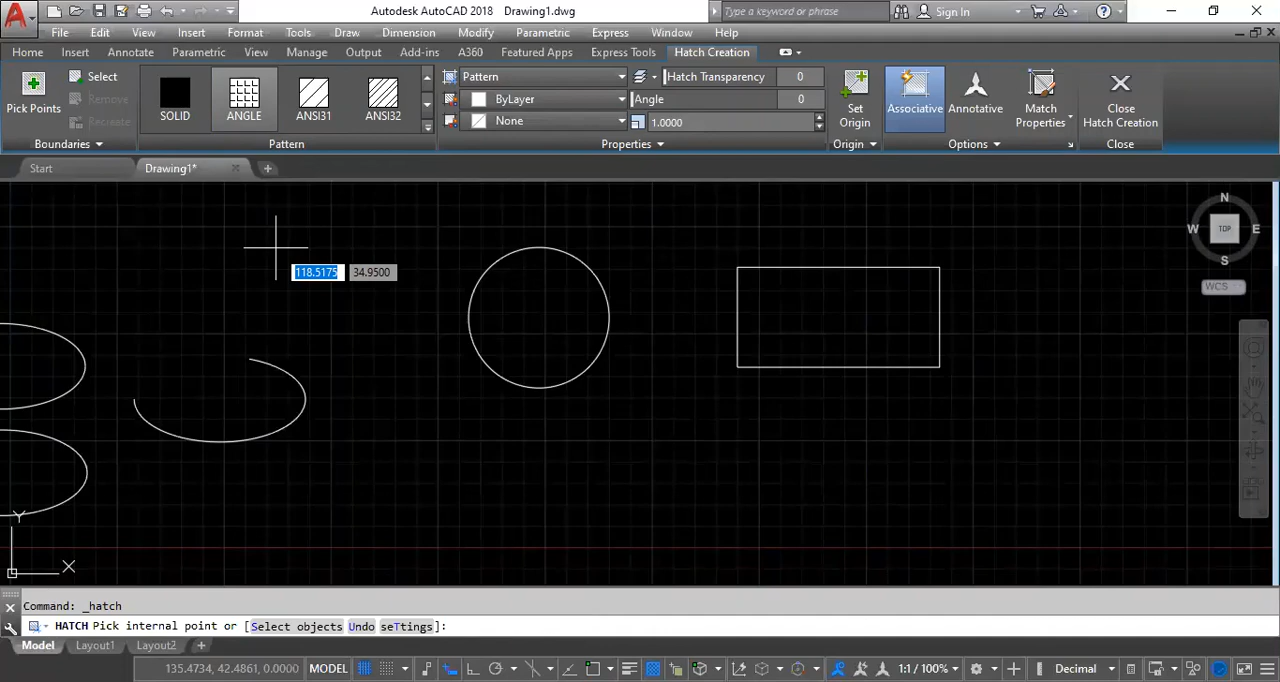 Autodesk AutoCAD 2018 Drawing1.dwg Type a keyword or phrase Sign In
File Edit View Insert Format Tools Draw Dimension Modify Parametric Express Window Help
Home Insert Annotate Parametric View Manage Output Add-ins A360 Featured Apps Express Tools Hatch Creation
Pick Points Select Remove Recreate SOLID ANGLE ANSI31 ANSI32 Pattern Hatch Transparency 0 Set Origin Associative Annotative Match Properties Close Hatch Creation
ByLayer Angle 0
None 1.0000
Boundaries Pattern Properties Origin Options Close
Start Drawing1*
N
W TOP E
S
WCS
118.5175 34.9500
Y
X
Command: _hatch
HATCH Pick internal point or [Select objects Undo seTtings]:
Model Layout1 Layout2
135.4734, 42.4861, 0.0000 MODEL 1:1 / 100% Decimal